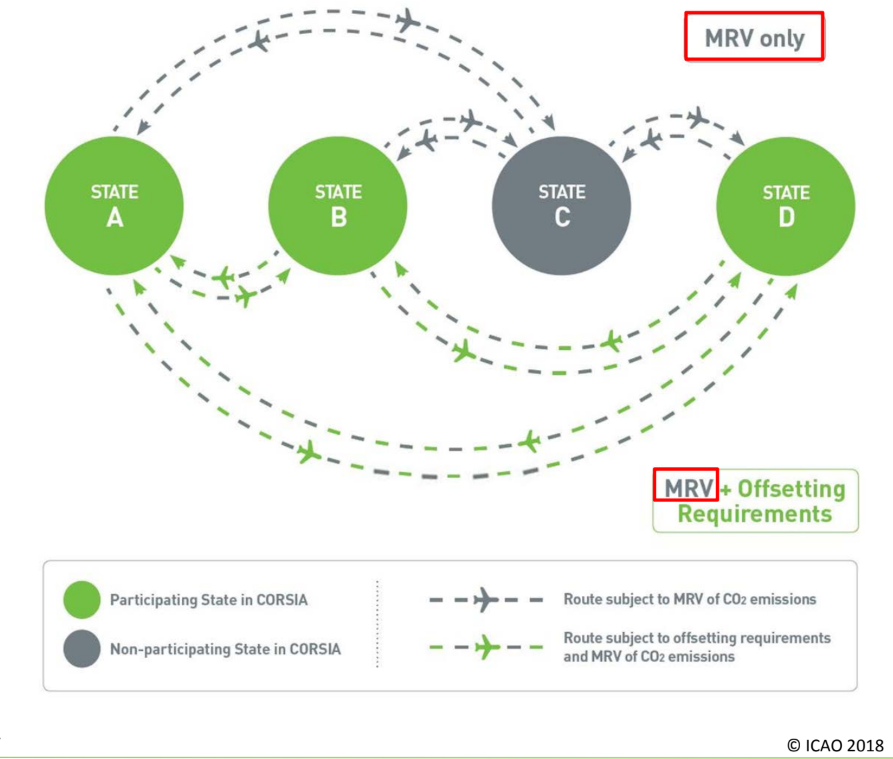 MRV only
STATE
A
STATE
B
STATE
C
STATE
D
MRV + Offsetting
Requirements
Participating State in CORSIA
Non-participating State in CORSIA
Route subject to MRV of CO2 emissions
Route subject to offsetting requirements
and MRV of CO2 emissions
© ICAO 2018